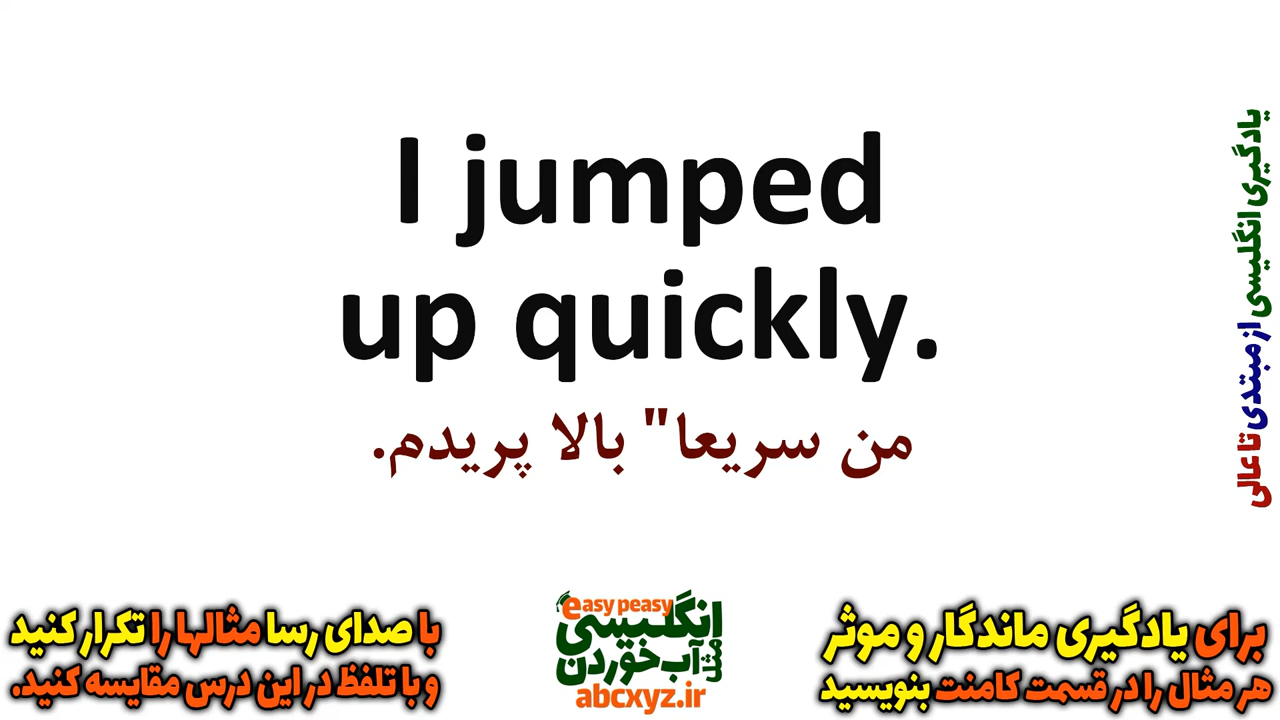 I jumped
up quickly.
من سریعا" بالا پریدم.
یادگیری انگلیسی از مبتدی تا عالی
با صدای رسا مثالها را تکرار کنید
و با تلفظ در این درس مقایسه کنید.
easy peasy
انگلیسی
مثل آب خوردن
abcxyz.ir
برای یادگیری ماندگار و موثر
هر مثال را در قسمت کامنت بنویسید